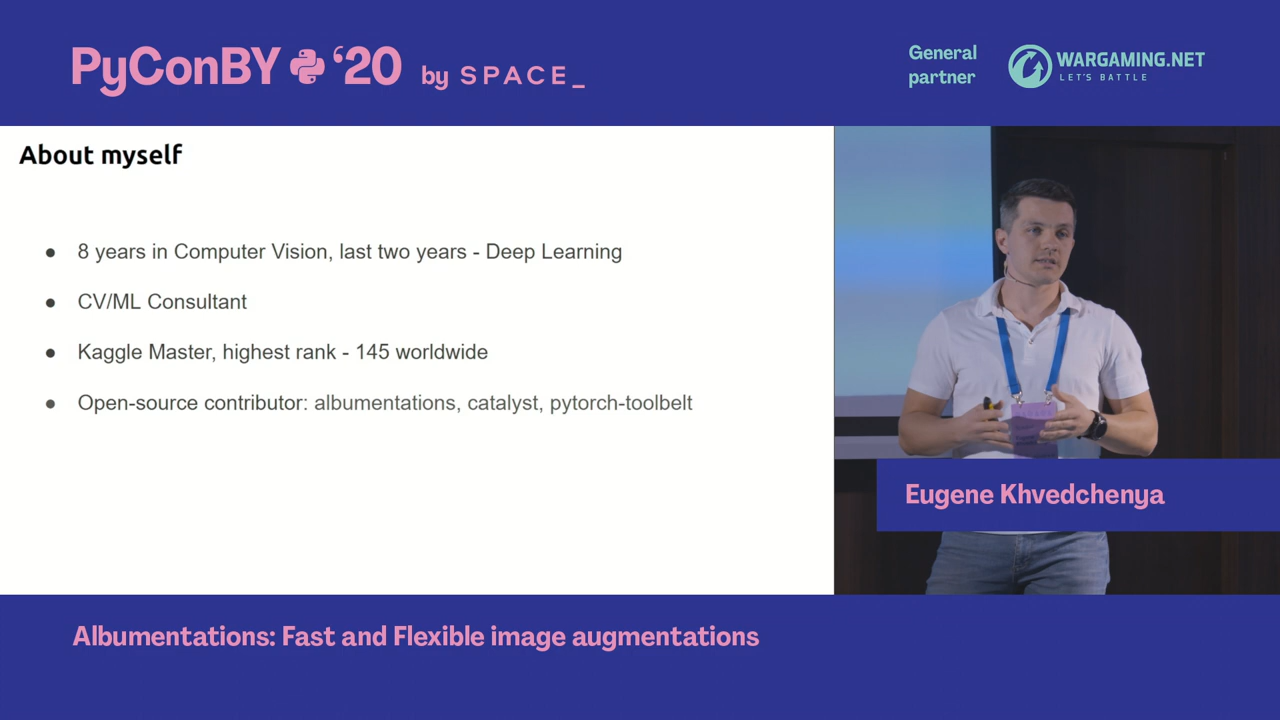 PyConBY '20 by SPACE_
General
partner
WARGAMING.NET
LET'S BATTLE
About myself
● 8 years in Computer Vision, last two years - Deep Learning
● CV/ML Consultant
● Kaggle Master, highest rank - 145 worldwide
● Open-source contributor: albumentations, catalyst, pytorch-toolbelt
Eugene Khvedchenya
Albumentations: Fast and Flexible image augmentations